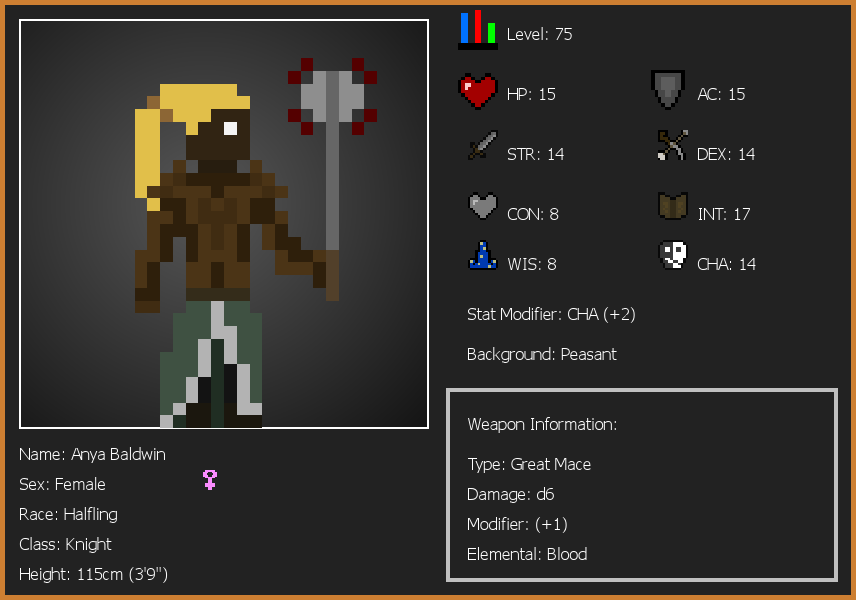 Level: 75
HP: 15
AC: 15
STR: 14
DEX: 14
CON: 8
INT: 17
WIS: 8
CHA: 14
Stat Modifier: CHA (+2)
Background: Peasant
Name: Anya Baldwin
Sex: Female
Race: Halfling
Class: Knight
Height: 115cm (3'9")
Weapon Information:
Type: Great Mace
Damage: d6
Modifier: (+1)
Elemental: Blood